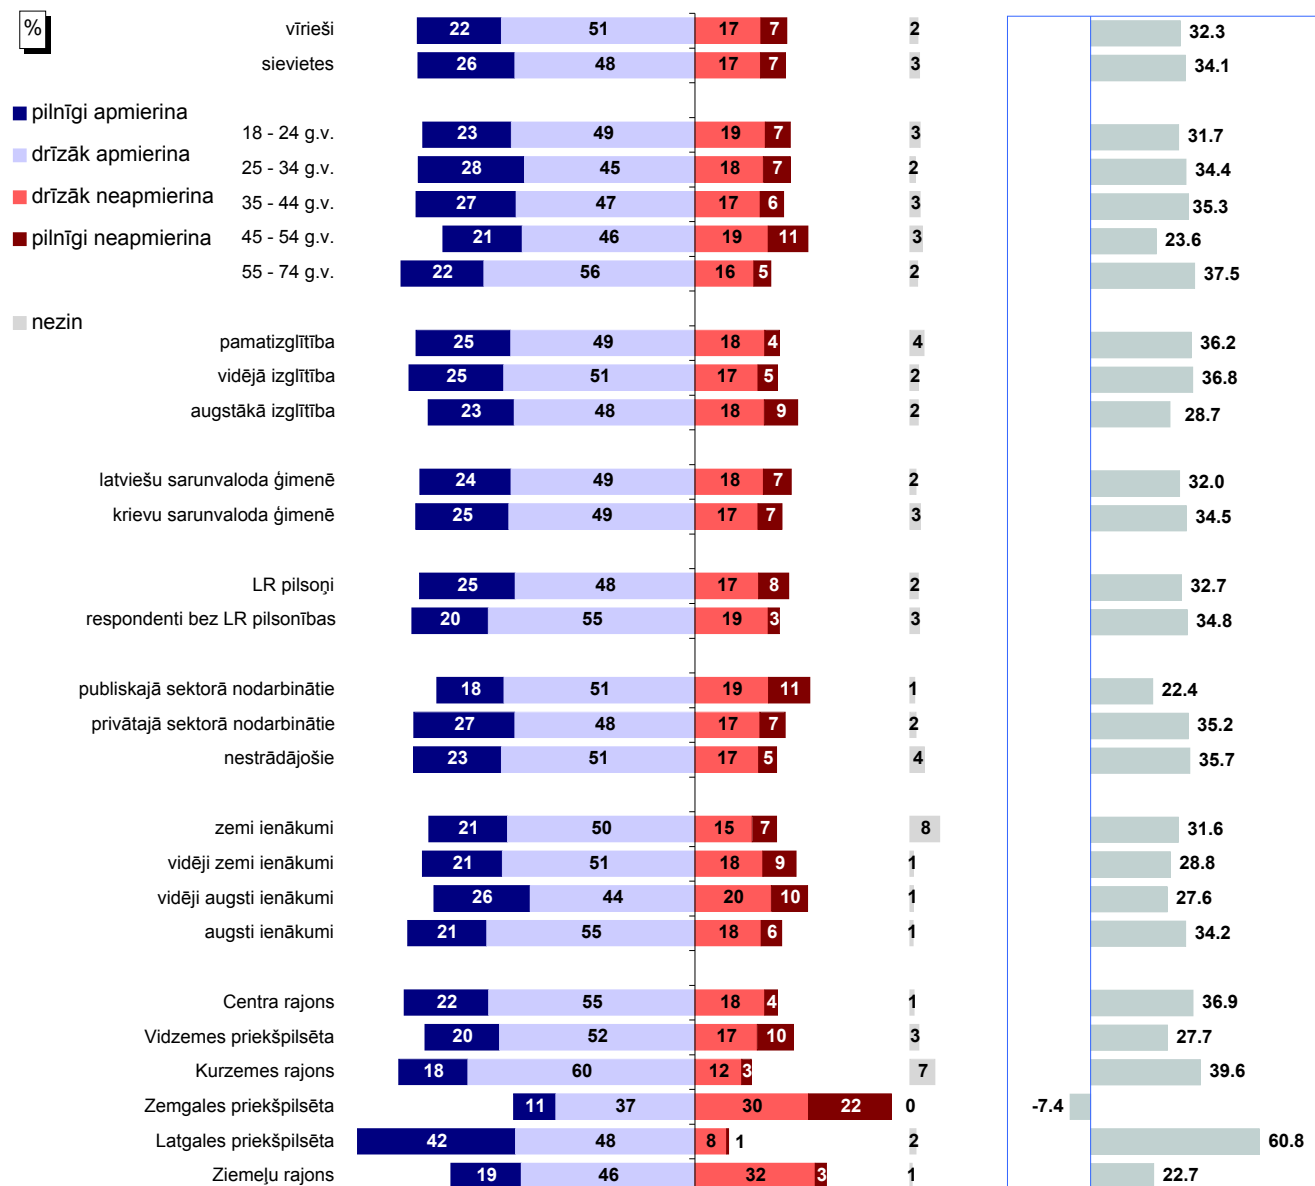 %
pilnīgi apmierina
drīzāk apmierina
drīzāk neapmierina
pilnīgi neapmierina
nezin
vīrieši 22 51 17 7 2 32.3
sievietes 26 48 17 7 3 34.1
18 - 24 g.v. 23 49 19 7 3 31.7
25 - 34 g.v. 28 45 18 7 2 34.4
35 - 44 g.v. 27 47 17 6 3 35.3
45 - 54 g.v. 21 46 19 11 3 23.6
55 - 74 g.v. 22 56 16 5 2 37.5
pamatizglītība 25 49 18 4 4 36.2
vidējā izglītība 25 51 17 5 2 36.8
augstākā izglītība 23 48 18 9 2 28.7
latviešu sarunvaloda ģimenē 24 49 18 7 2 32.0
krievu sarunvaloda ģimenē 25 49 17 7 3 34.5
LR pilsoņi 25 48 17 8 2 32.7
respondenti bez LR pilsonības 20 55 19 3 3 34.8
publiskajā sektorā nodarbinātie 18 51 19 11 1 22.4
privātajā sektorā nodarbinātie 27 48 17 7 2 35.2
nestrādājošie 23 51 17 5 4 35.7
zemi ienākumi 21 50 15 7 8 31.6
vidēji zemi ienākumi 21 51 18 9 1 28.8
vidēji augsti ienākumi 26 44 20 10 1 27.6
augsti ienākumi 21 55 18 6 1 34.2
Centra rajons 22 55 18 4 1 36.9
Vidzemes priekšpilsēta 20 52 17 10 3 27.7
Kurzemes rajons 18 60 12 3 7 39.6
Zemgales priekšpilsēta 11 37 30 22 0 -7.4
Latgales priekšpilsēta 42 48 8 1 2 60.8
Ziemeļu rajons 19 46 32 3 1 22.7